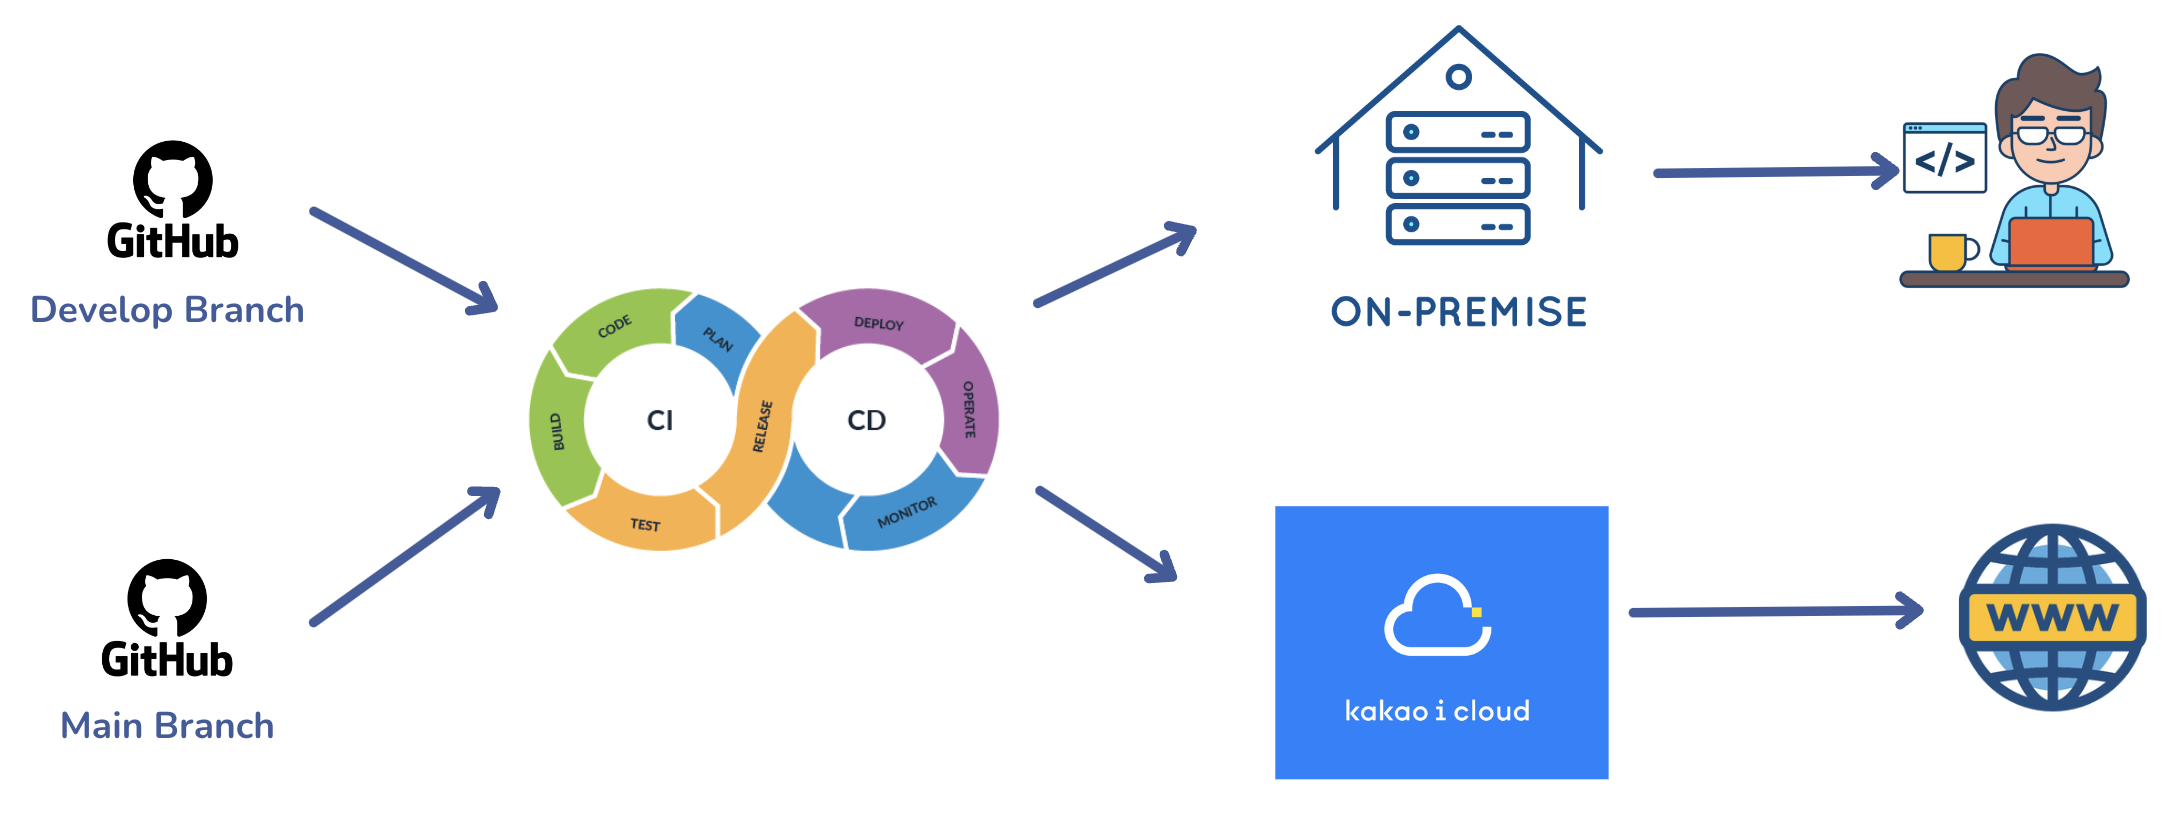 GitHub
Develop Branch
GitHub
Main Branch
CODE
PLAN
BUILD
CI
TEST
RELEASE
DEPLOY
OPERATE
CD
MONITOR
ON-PREMISE
</>
kakao i cloud
WWW